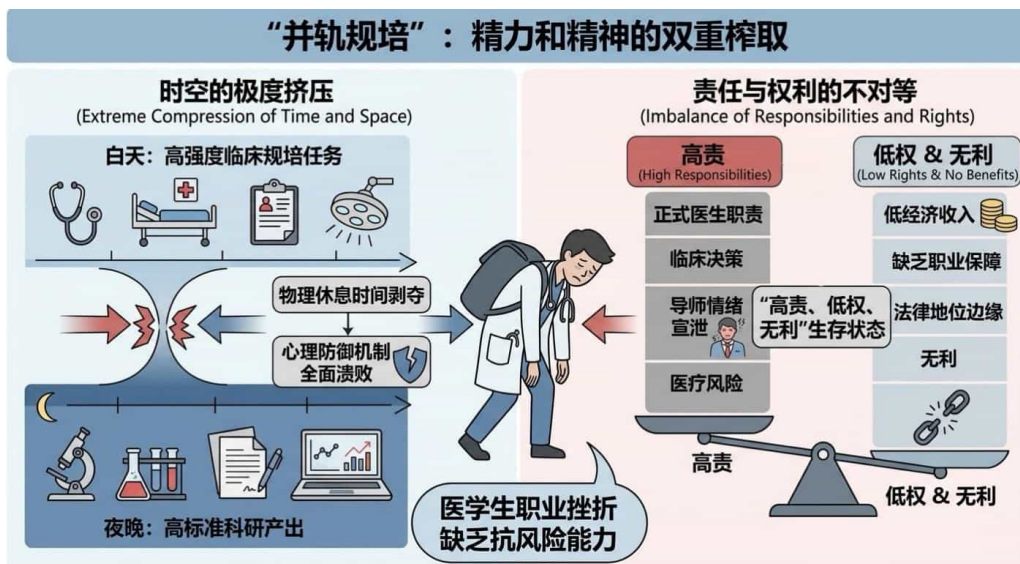 “并轨规培”：精力和精神的双重榨取
时空的极度挤压
(Extreme Compression of Time and Space)
白天：高强度临床规培任务
物理休息时间剥夺
心理防御机制
全面溃败
夜晚：高标准科研产出
责任与权利的不对等
(Imbalance of Responsibilities and Rights)
高责
(High Responsibilities)
正式医生职责
临床决策
导师情绪
宣泄
医疗风险
“高责、低权、
无利”生存状态
低权 & 无利
(Low Rights & No Benefits)
低经济收入
缺乏职业保障
法律地位边缘
无利
高责
低权 & 无利
医学生职业挫折
缺乏抗风险能力